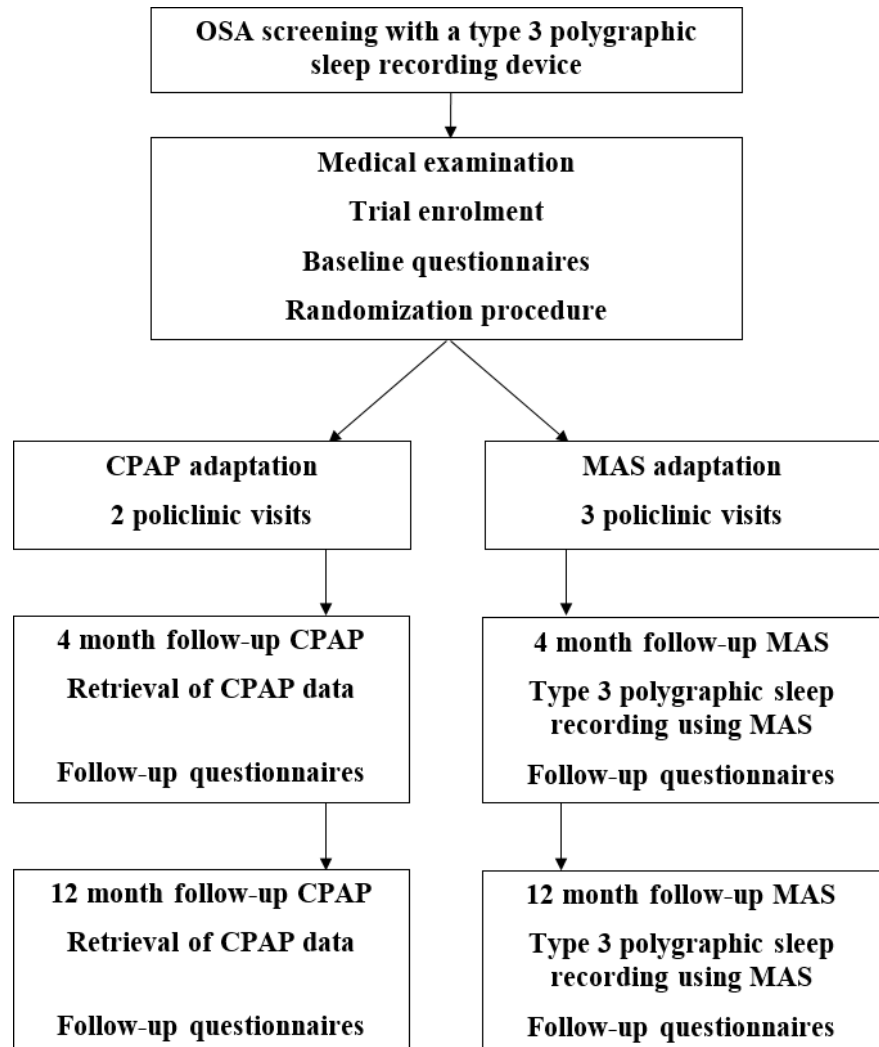 OSA screening with a type 3 polygraphic
sleep recording device
Medical examination
Trial enrolment
Baseline questionnaires
Randomization procedure
CPAP adaptation
2 policlinic visits
MAS adaptation
3 policlinic visits
4 month follow-up CPAP
Retrieval of CPAP data
Follow-up questionnaires
4 month follow-up MAS
Type 3 polygraphic sleep
recording using MAS
Follow-up questionnaires
12 month follow-up CPAP
Retrieval of CPAP data
Follow-up questionnaires
12 month follow-up MAS
Type 3 polygraphic sleep
recording using MAS
Follow-up questionnaires